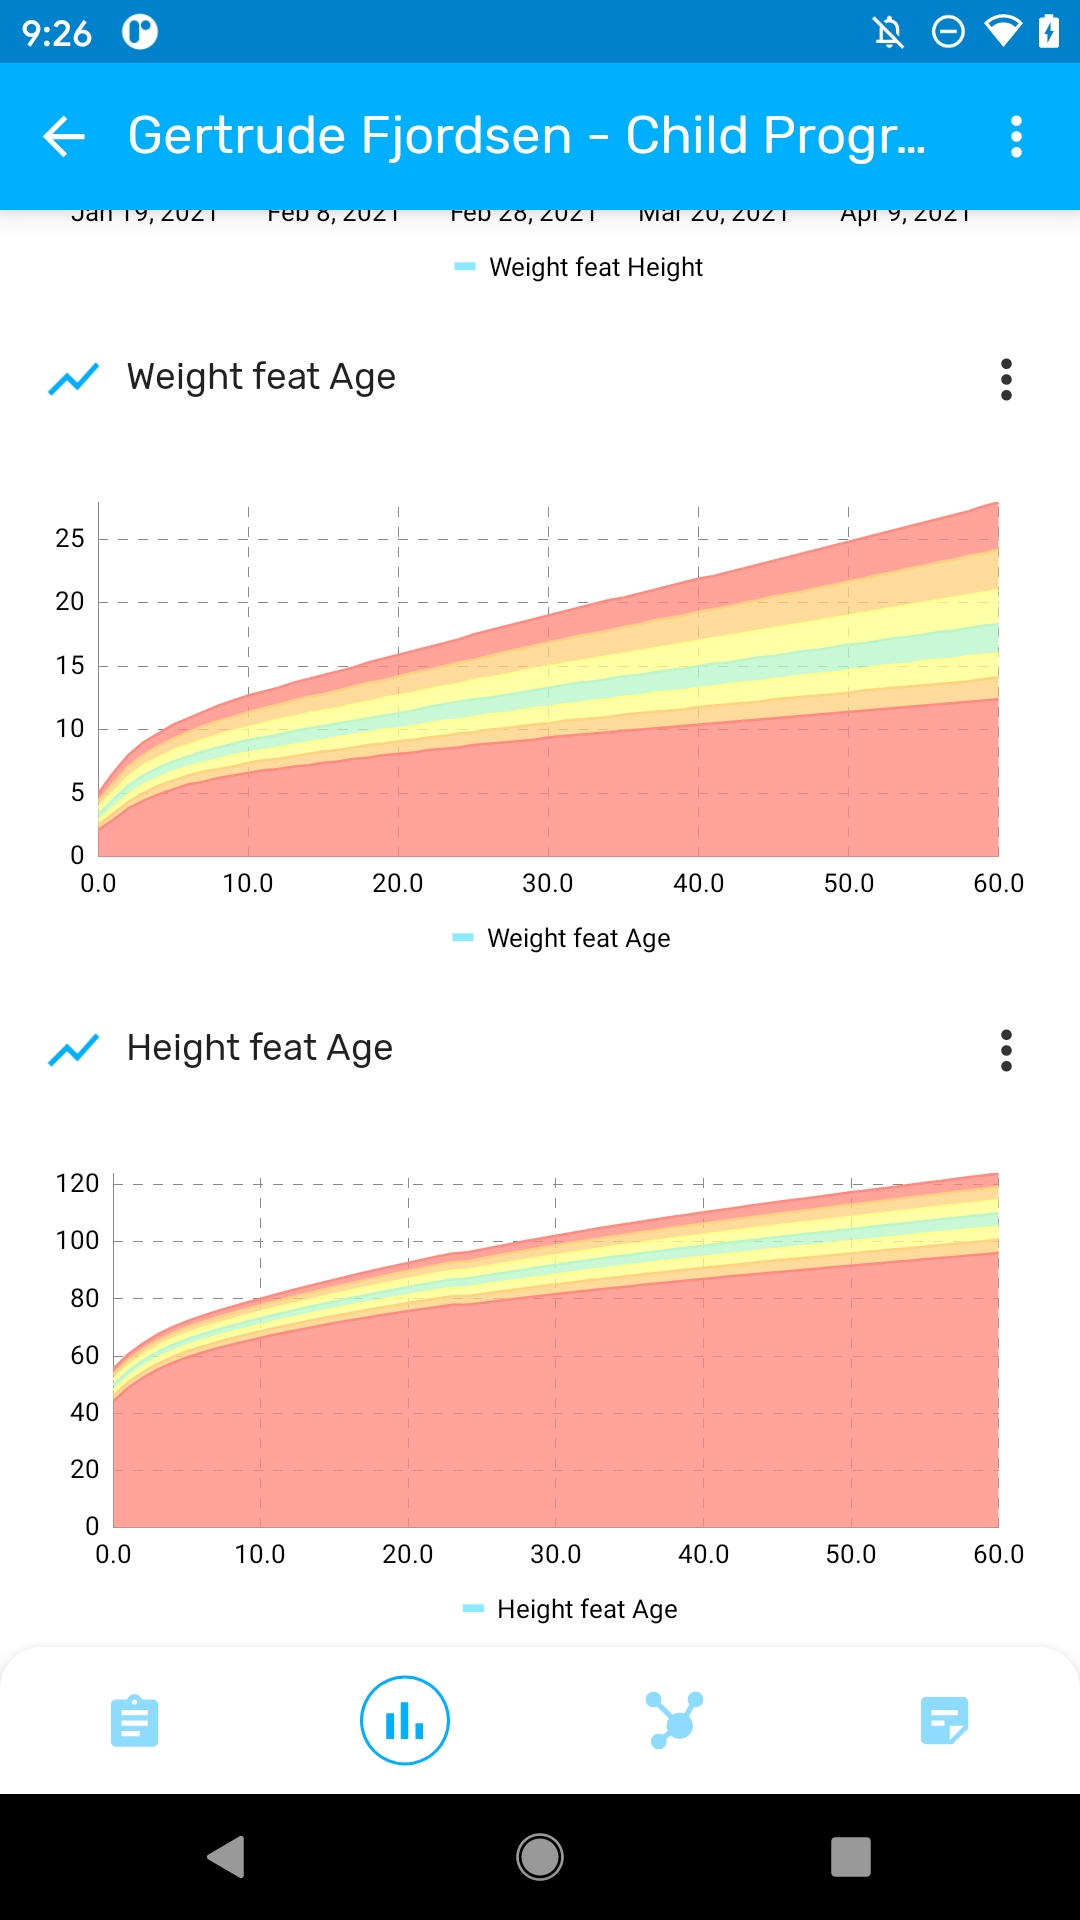 9:26
Gertrude Fjordsen - Child Progr...
Jan 19, 2021 Feb 8, 2021 Feb 28, 2021 Mar 20, 2021 Apr 9, 2021
Weight feat Height
Weight feat Age
25
20
15
10
5
0
0.0 10.0 20.0 30.0 40.0 50.0 60.0
Weight feat Age
Height feat Age
120
100
80
60
40
20
0
0.0 10.0 20.0 30.0 40.0 50.0 60.0
Height feat Age